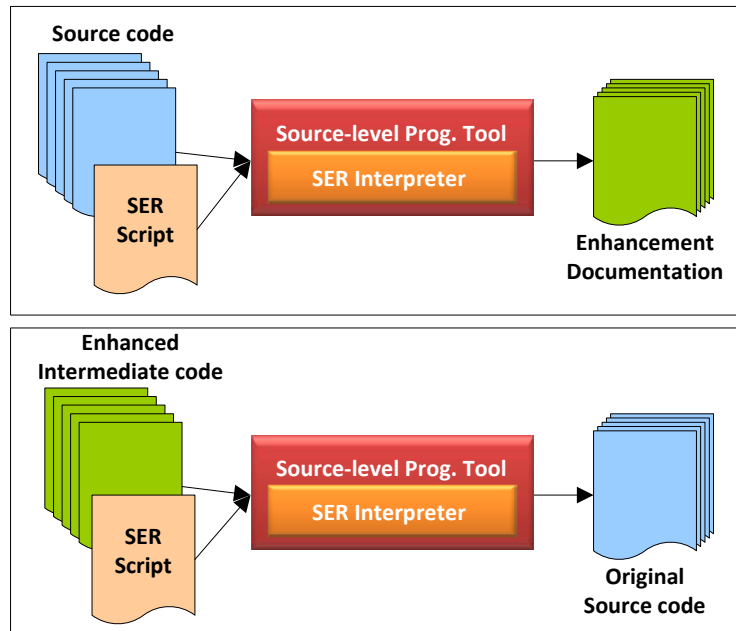 Source code
SER
Script
Source-level Prog. Tool
SER Interpreter
Enhancement
Documentation
Enhanced
Intermediate code
SER
Script
Source-level Prog. Tool
SER Interpreter
Original
Source code